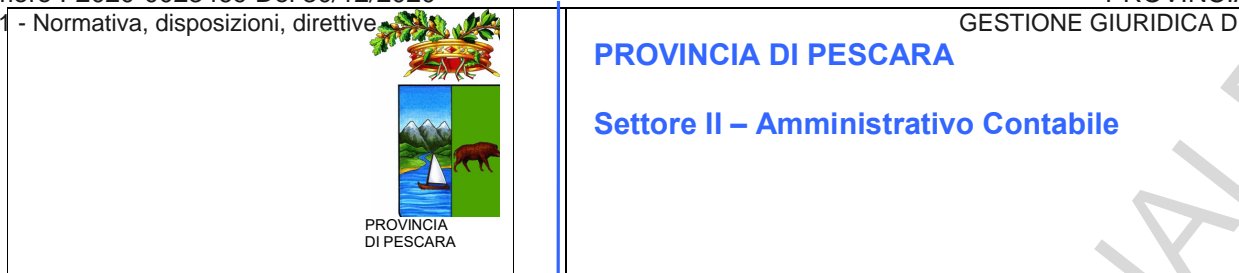 1 - Normativa, disposizioni, direttive
GESTIONE GIURIDICA D
PROVINCIA DI PESCARA
Settore II – Amministrativo Contabile
PROVINCIA
DI PESCARA